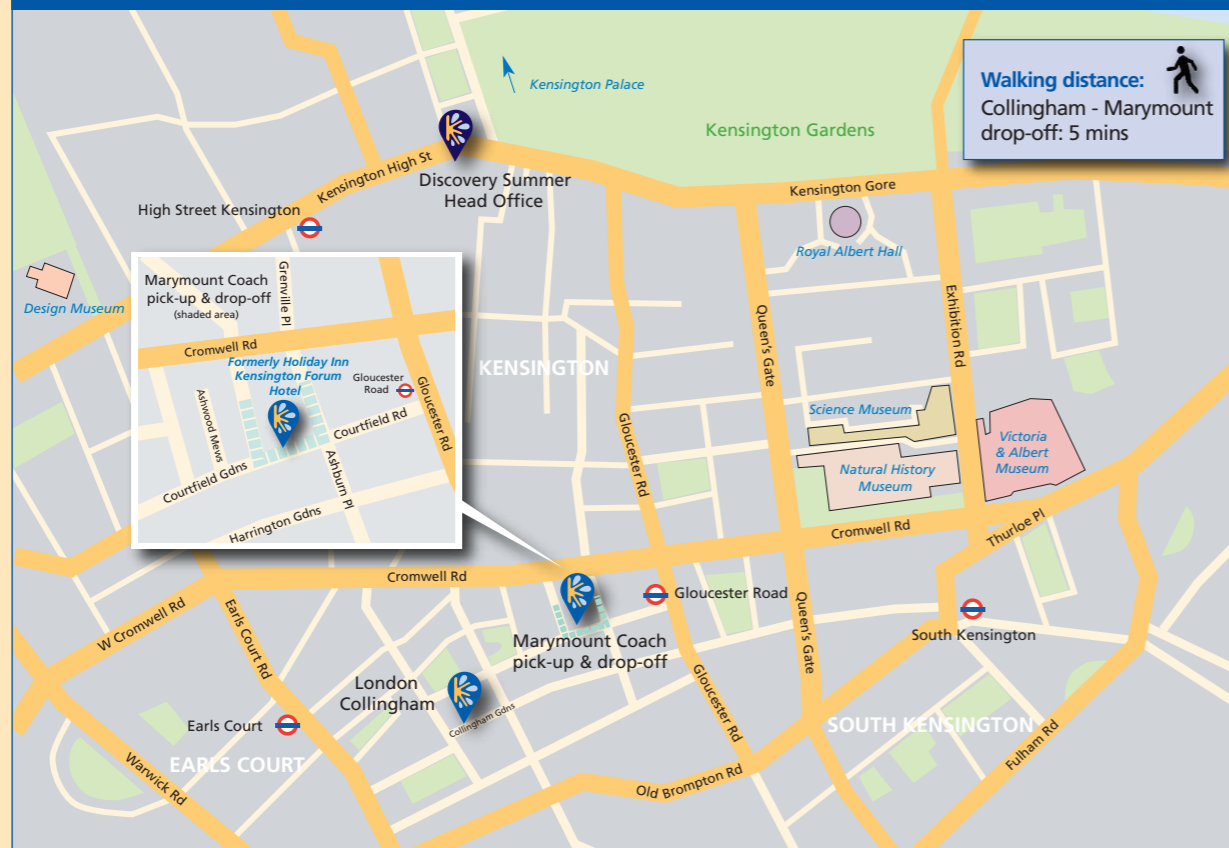 Kensington Palace
Walking distance:
Collingham - Marymount
drop-off: 5 mins
Kensington Gardens
Kensington High St
Discovery Summer
Head Office
Kensington Gore
High Street Kensington
Royal Albert Hall
Design Museum
Marymount Coach
pick-up & drop-off
(shaded area)
Grenville Pl
Cromwell Rd
Formerly Holiday Inn
Kensington Forum
Hotel
Gloucester
Road
Gloucester Rd
Ashwood Mews
Courtfield Rd
Courtfield Gdns
Ashburn Pl
Harrington Gdns
KENSINGTON
Queen's Gate
Exhibition Rd
Gloucester Rd
Science Museum
Natural History
Museum
Victoria
& Albert
Museum
Cromwell Rd
Thurloe Pl
Cromwell Rd
W Cromwell Rd
Earls Court Rd
Gloucester Road
Queen's Gate
South Kensington
Marymount Coach
pick-up & drop-off
London
Collingham
Collingham Gdns
Gloucester Rd
Earls Court
EARLS COURT
Warwick Rd
Old Brompton Rd
SOUTH KENSINGTON
Fulham Rd